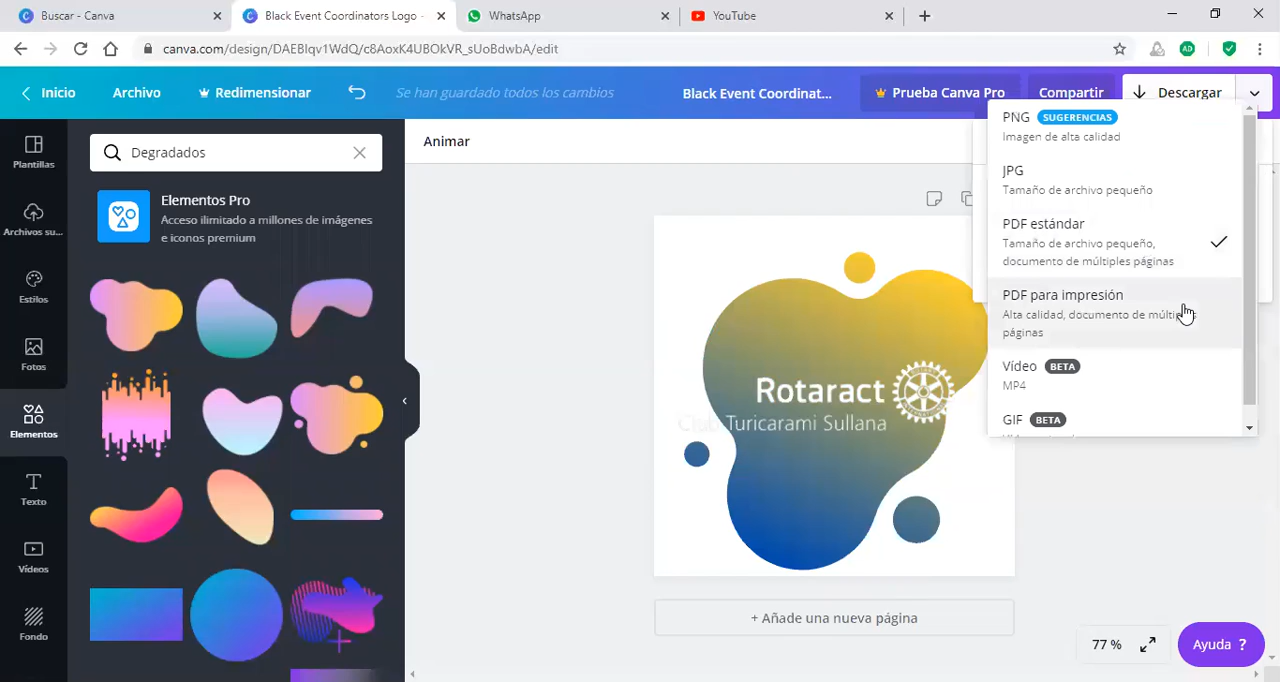 Buscar - Canva
Black Event Coordinators Logo -
WhatsApp
YouTube
canva.com/design/DAEBlqv1WdQ/c8AoxK4UBOkVR_sUoBdwbA/edit
AD
Inicio
Archivo
Redimensionar
Se han guardado todos los cambios
Black Event Coordinat...
Prueba Canva Pro
Compartir
Descargar
Plantillas
Archivos su...
Estilos
Fotos
Elementos
Texto
Vídeos
Fondo
Degradados
Elementos Pro
Acceso ilimitado a millones de imágenes
e iconos premium
Animar
Rotaract
Club Turicarami Sullana
+ Añade una nueva página
PNG SUGERENCIAS
Imagen de alta calidad
JPG
Tamaño de archivo pequeño
PDF estándar
Tamaño de archivo pequeño,
documento de múltiples páginas
PDF para impresión
Alta calidad, documento de múltiples
páginas
Vídeo BETA
MP4
GIF BETA
77 %
Ayuda ?